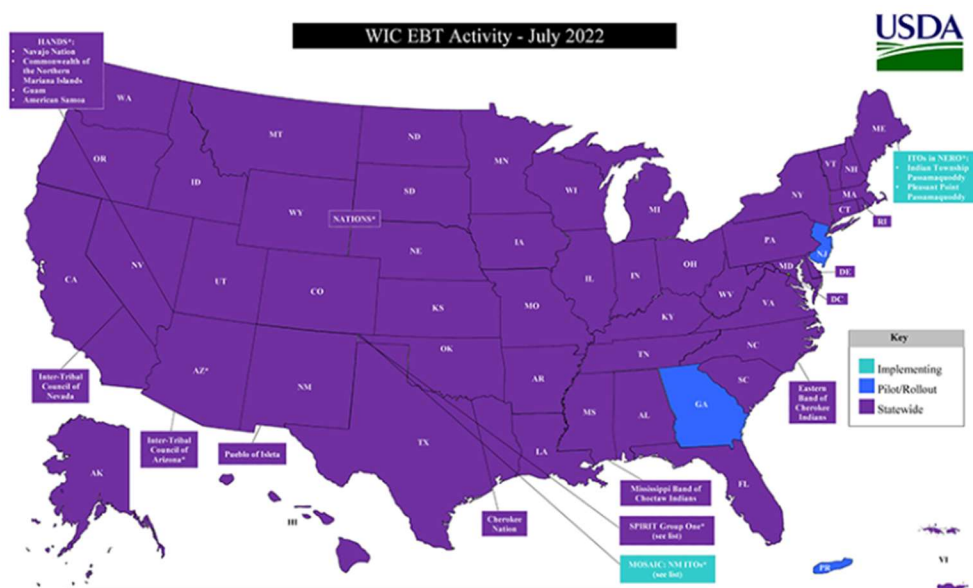 WIC EBT Activity - July 2022
USDA
HANDS*:
• Navajo Nation
• Commonwealth of
the Northern
Mariana Islands
• Guam
• American Samoa
WA
MT
ND
MN
OR
ID
WY
SD
NATIONS*
WI
MI
NY
VT
NH
ME
MA
CT
RI
ITOs in NERO*:
• Indian Township
Passamaquoddy
• Pleasant Point
Passamaquoddy
CA
NV
UT
CO
NE
KS
IA
MO
IL
IN
OH
PA
NJ
MD
DE
DC
WV
VA
KY
NC
TN
SC
AZ*
NM
OK
AR
TX
LA
MS
AL
GA
FL
Key
Implementing
Pilot/Rollout
Statewide
Inter-Tribal
Council of
Nevada
Inter-Tribal
Council of
Arizona*
Pueblo of Isleta
Eastern
Band of
Cherokee
Indians
Mississippi Band of
Choctaw Indians
Cherokee
Nation
SPIRIT Group One*
(see list)
MOSAIC: NM ITOs*
(see list)
AK
HI
PR
VI